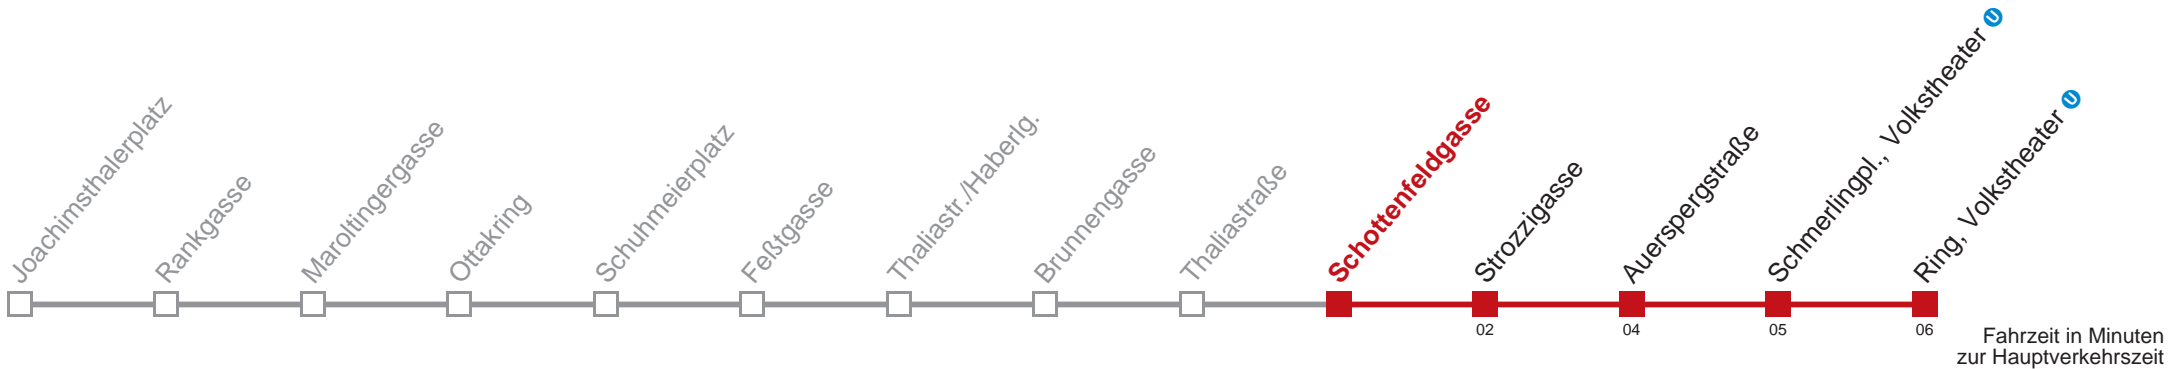 Joachimsthalerplatz
Rankgasse
Maroltingergasse
Ottakring
Schuhmeierplatz
Feßtgasse
Thaliastr./Haberlg.
Brunnengasse
Thaliastraße
Schottenfeldgasse
Strozzigasse
Auerspergstraße
Schmerlingpl., Volkstheater U
Ring, Volkstheater U
02
04
05
06
Fahrzeit in Minuten
zur Hauptverkehrszeit